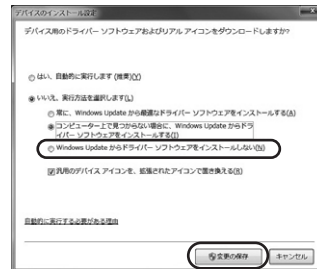 デバイスのインストール設定
デバイス用のドライバー ソフトウェアおよびリアル アイコンをダウンロードしますか?
はい、自動的に実行します (推奨)(Y)
いいえ、実行方法を選択します(L)
常に、Windows Update から最適なドライバー ソフトウェアをインストールする(A)
コンピューター上で見つからない場合に、Windows Update からドラ
イバー ソフトウェアをインストールする(I)
Windows Update からドライバー ソフトウェアをインストールしない(N)
汎用のデバイス アイコンを、拡張されたアイコンで置き換える(R)
自動的に実行する必要がある理由
変更の保存
キャンセル